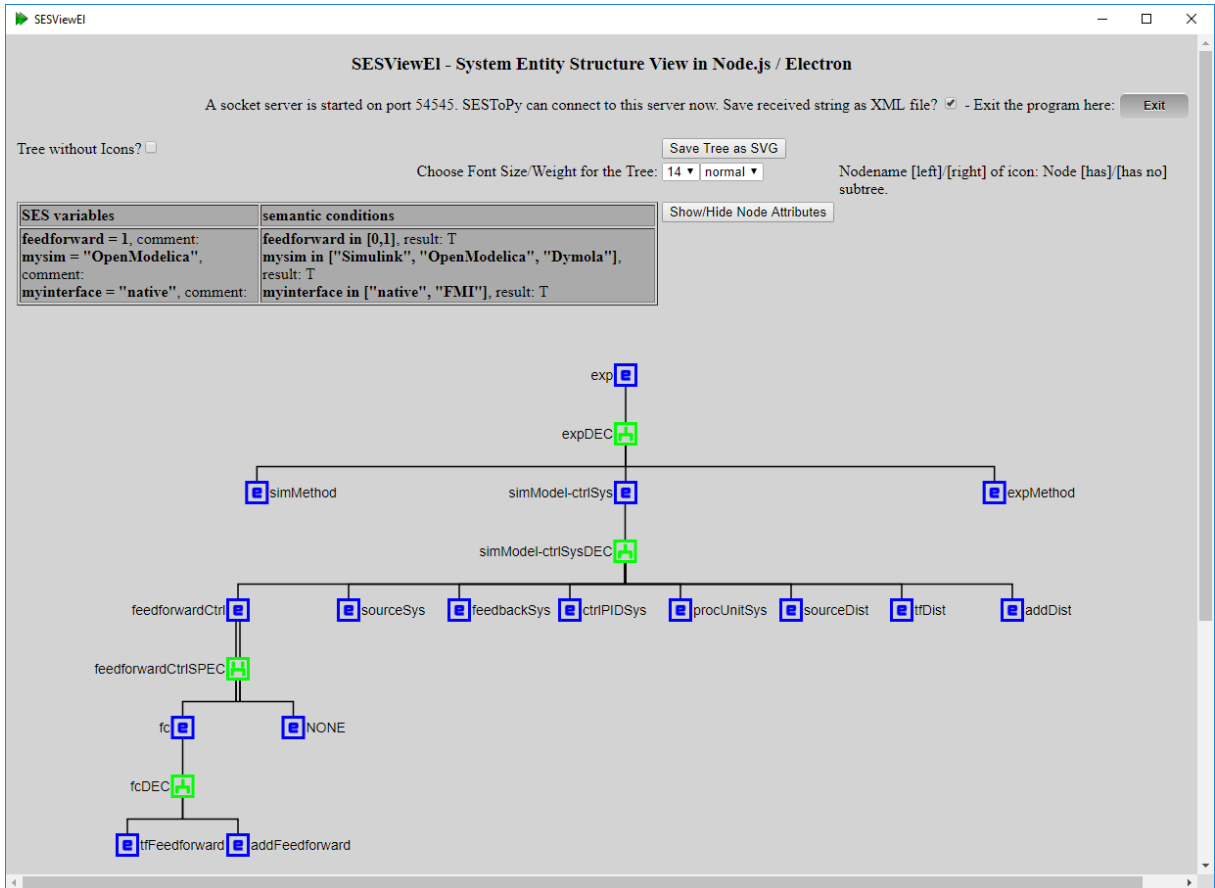 SESViewEl
SESViewEl - System Entity Structure View in Node.js / Electron
A socket server is started on port 54545. SESToPy can connect to this server now. Save received string as XML file? - Exit the program here: Exit
Tree without Icons?
Save Tree as SVG
Choose Font Size/Weight for the Tree: 14 normal
Nodename [left]/[right] of icon: Node [has]/[has no]
subtree.
SES variables
semantic conditions
Show/Hide Node Attributes
feedforward = 1, comment:
mysim = "OpenModelica",
comment:
myinterface = "native", comment:
feedforward in [0,1], result: T
mysim in ["Simulink", "OpenModelica", "Dymola"],
result: T
myinterface in ["native", "FMI"], result: T
exp
expDEC
simMethod
simModel-ctrlSys
expMethod
simModel-ctrlSysDEC
feedforwardCtrl
sourceSys
feedbackSys
ctrlPIDSys
procUnitSys
sourceDist
tfDist
addDist
feedforwardCtrlSPEC
fc
NONE
fcDEC
tfFeedforward
addFeedforward